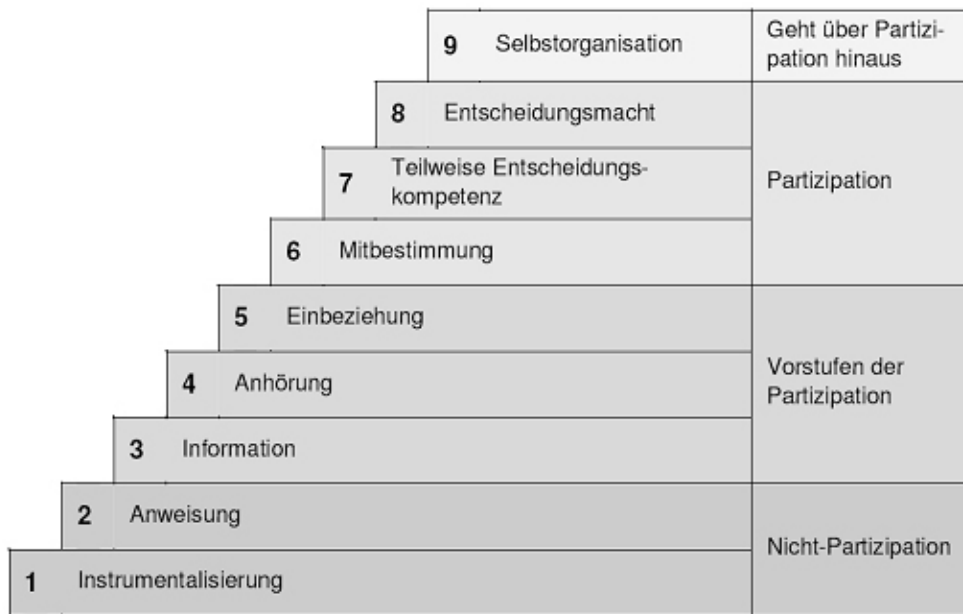 9 Selbstorganisation
Geht über Partizi-
pation hinaus
8 Entscheidungsmacht
7 Teilweise Entscheidungs-
kompetenz
Partizipation
6 Mitbestimmung
5 Einbeziehung
4 Anhörung
Vorstufen der
Partizipation
3 Information
2 Anweisung
Nicht-Partizipation
1 Instrumentalisierung